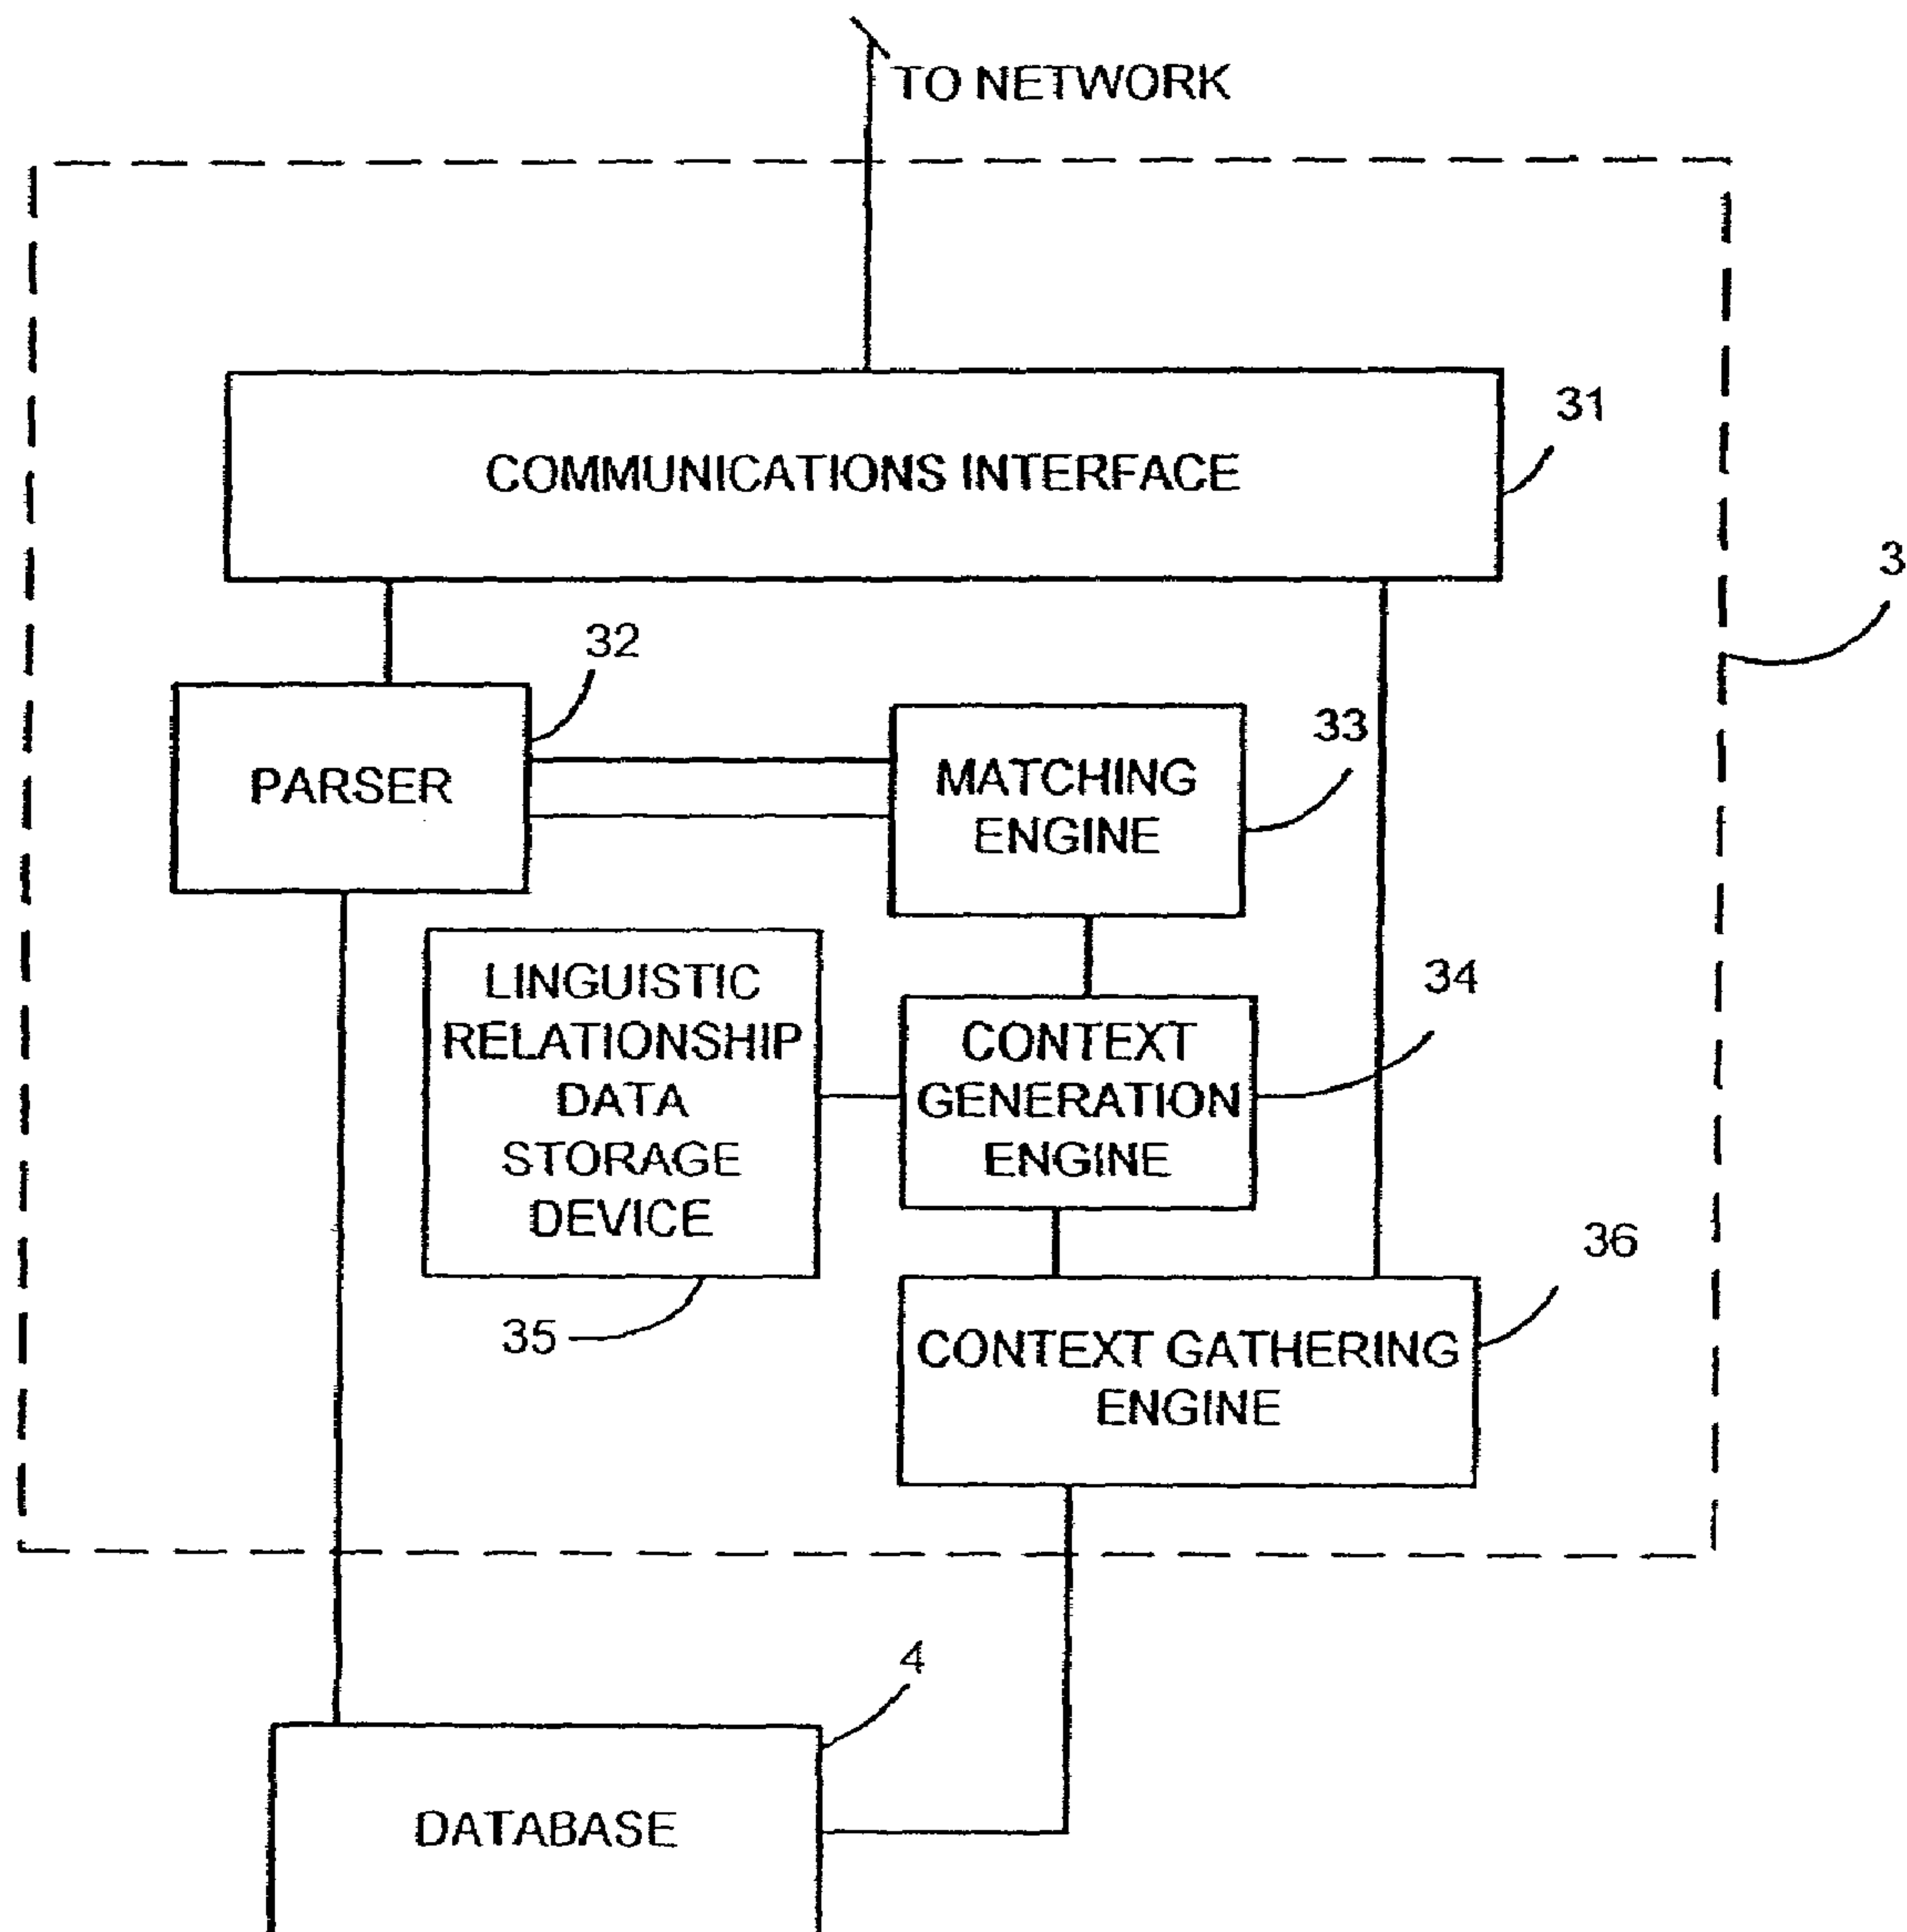 TO NETWORK
31
COMMUNICATIONS INTERFACE
3
32
33
PARSER
MATCHING
ENGINE
34
LINGUISTIC
RELATIONSHIP
DATA
STORAGE
DEVICE
CONTEXT
GENERATION
ENGINE
36
35
CONTEXT GATHERING
ENGINE
4
DATABASE